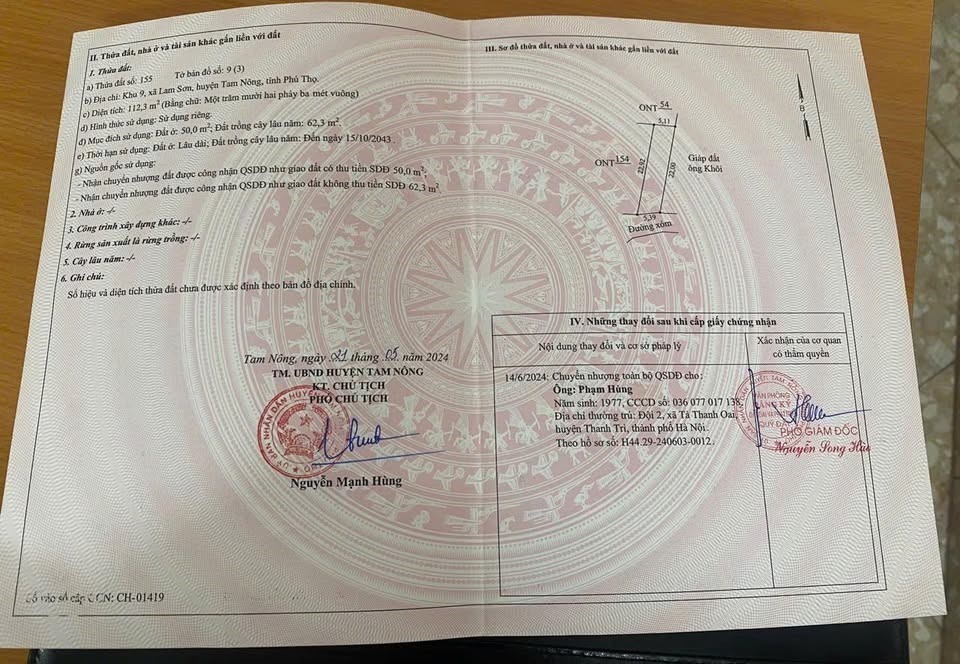 II. Thửa đất, nhà ở và tài sản khác gắn liền với đất
1. Thửa đất:
a) Thửa đất số: 155 Tờ bản đồ số: 9 (3)
b) Địa chỉ: Khu 9, xã Lam Sơn, huyện Tam Nông, tỉnh Phú Thọ.
c) Diện tích: 112,3 m² (Bằng chữ: Một trăm mười hai phảy ba mét vuông)
d) Hình thức sử dụng: Sử dụng riêng.
đ) Mục đích sử dụng: Đất ở: 50,0 m²; Đất trồng cây lâu năm: 62,3 m².
e) Thời hạn sử dụng: Đất ở: Lâu dài; Đất trồng cây lâu năm: Đến ngày 15/10/2043.
g) Nguồn gốc sử dụng:
- Nhận chuyển nhượng đất được công nhận QSDĐ như giao đất có thu tiền SDĐ 50,0 m²;
- Nhận chuyển nhượng đất được công nhận QSDĐ như giao đất không thu tiền SDĐ 62,3 m².
2. Nhà ở: -/-
3. Công trình xây dựng khác: -/-
4. Rừng sản xuất là rừng trồng: -/-
5. Cây lâu năm: -/-
6. Ghi chú:
Số hiệu và diện tích thửa đất chưa được xác định theo bản đồ địa chính.
Tam Nông, ngày 21 tháng 05 năm 2024
TM. UBND HUYỆN TAM NÔNG
KT. CHỦ TỊCH
PHÓ CHỦ TỊCH
Nguyễn Mạnh Hùng
Số vào sổ cấp GCN: CH-01419
III. Sơ đồ thửa đất, nhà ở và tài sản khác gắn liền với đất
B
ONT 54
5,11
ONT 154
22,92
22,00
Giáp đất
ông Khôi
5,39
Đường xóm
IV. Những thay đổi sau khi cấp giấy chứng nhận
Nội dung thay đổi và cơ sở pháp lý
Xác nhận của cơ quan
có thẩm quyền
14/6/2024: Chuyển nhượng toàn bộ QSDĐ cho:
Ông: Phạm Hùng
Năm sinh: 1977, CCCD số: 036 077 017 138
Địa chỉ thường trú: Đội 2, xã Tả Thanh Oai,
huyện Thanh Trì, thành phố Hà Nội.
Theo hồ sơ số: H44.29-240603-0012.
PHÓ GIÁM ĐỐC
Nguyễn Song Hào